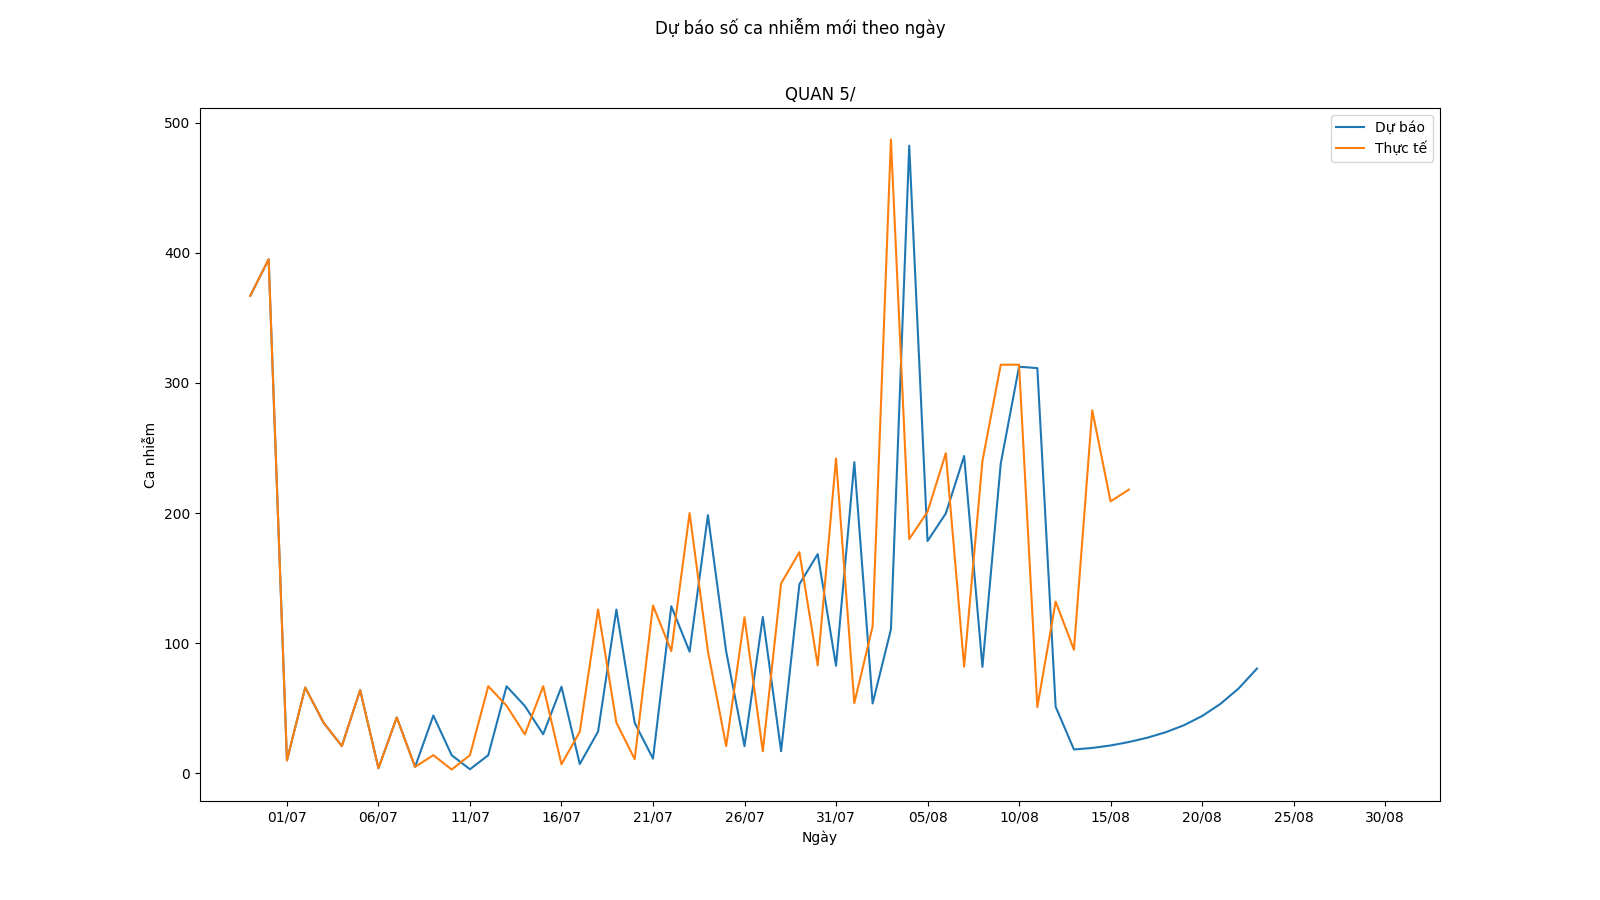 Dự báo số ca nhiễm mới theo ngày
QUAN 5/
Dự báo
Thực tế
500
400
300
200
100
0
Ca nhiễm
01/07 06/07 11/07 16/07 21/07 26/07 31/07 05/08 10/08 15/08 20/08 25/08 30/08
Ngày